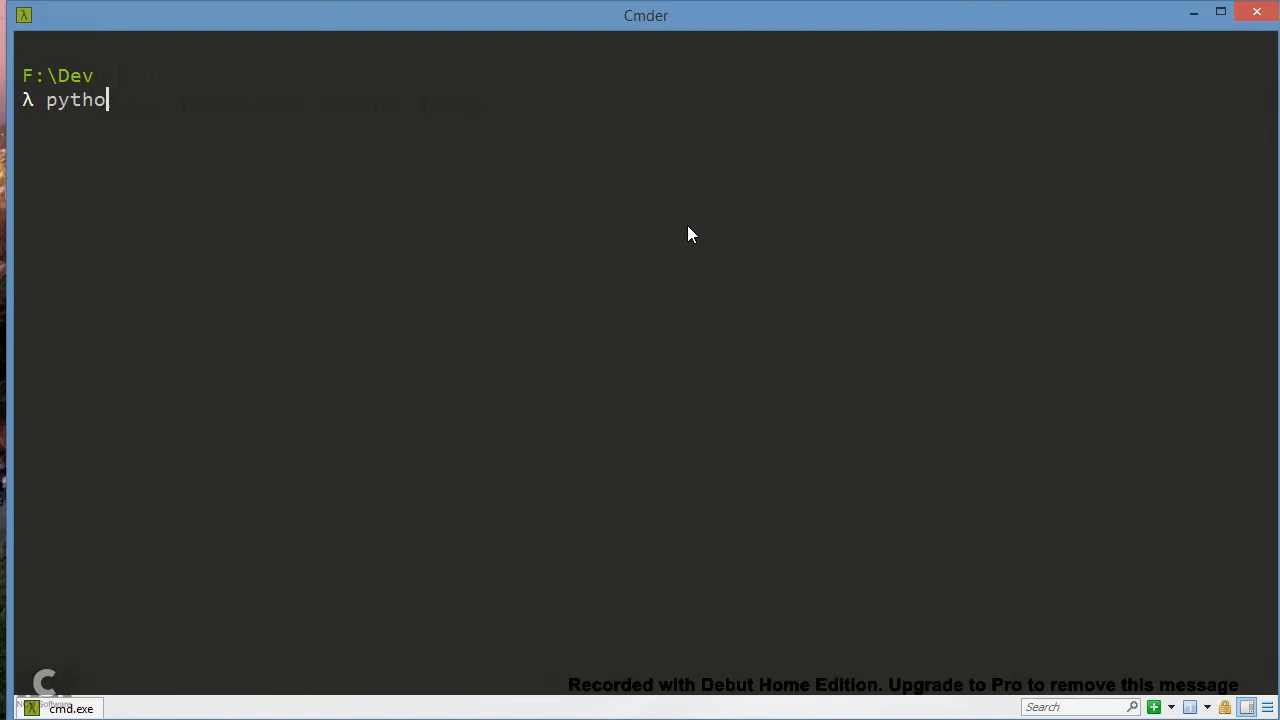 λ
Cmder
F:\Dev
λ pytho
C
Recorded with Debut Home Edition. Upgrade to Pro to remove this message
λ cmd.exe
Search